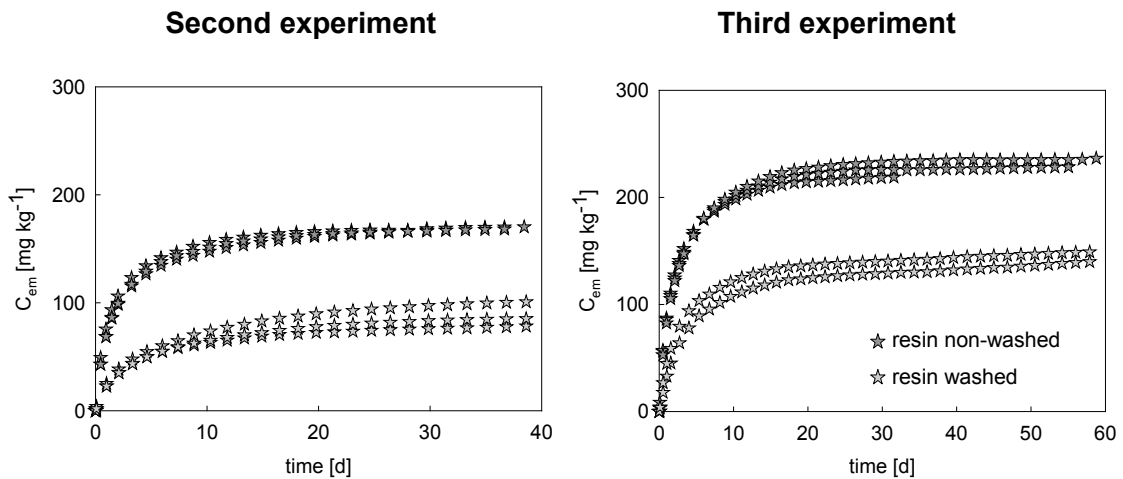 Second experiment
Third experiment
300
200
100
0
C_em [mg kg⁻¹]
0 10 20 30 40
time [d]
300
200
100
0
C_em [mg kg⁻¹]
resin non-washed
resin washed
0 10 20 30 40 50 60
time [d]